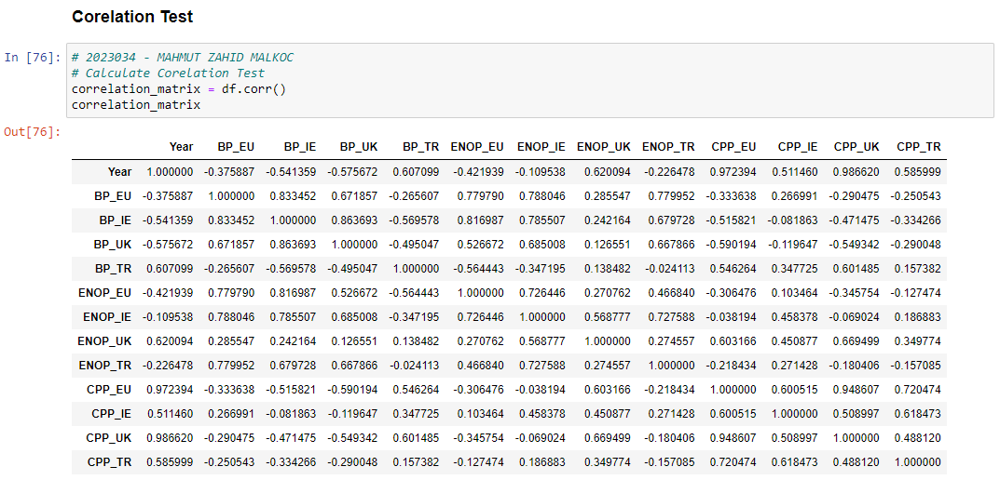 Corelation Test
In [76]: # 2023034 - MAHMUT ZAHID MALKOC
# Calculate Corelation Test
correlation_matrix = df.corr()
correlation_matrix
Out[76]:
Year BP_EU BP_IE BP_UK BP_TR ENOP_EU ENOP_IE ENOP_UK ENOP_TR CPP_EU CPP_IE CPP_UK CPP_TR
Year 1.000000 -0.375887 -0.541359 -0.575672 0.607099 -0.421939 -0.109538 0.620094 -0.226478 0.972394 0.511460 0.986620 0.585999
BP_EU -0.375887 1.000000 0.833452 0.671857 -0.265607 0.779790 0.788046 0.285547 0.779952 -0.333638 0.266991 -0.290475 -0.250543
BP_IE -0.541359 0.833452 1.000000 0.863693 -0.569578 0.816987 0.785507 0.242164 0.679728 -0.515821 -0.081863 -0.471475 -0.334266
BP_UK -0.575672 0.671857 0.863693 1.000000 -0.495047 0.526672 0.685008 0.126551 0.667866 -0.590194 -0.119647 -0.549342 -0.290048
BP_TR 0.607099 -0.265607 -0.569578 -0.495047 1.000000 -0.564443 -0.347195 0.138482 -0.024113 0.546264 0.347725 0.601485 0.157382
ENOP_EU -0.421939 0.779790 0.816987 0.526672 -0.564443 1.000000 0.726446 0.270762 0.466840 -0.306476 0.103464 -0.345754 -0.127474
ENOP_IE -0.109538 0.788046 0.785507 0.685008 -0.347195 0.726446 1.000000 0.568777 0.727588 -0.038194 0.458378 -0.069024 0.186883
ENOP_UK 0.620094 0.285547 0.242164 0.126551 0.138482 0.270762 0.568777 1.000000 0.274557 0.603166 0.450877 0.669499 0.349774
ENOP_TR -0.226478 0.779952 0.679728 0.667866 -0.024113 0.466840 0.727588 0.274557 1.000000 -0.218434 0.271428 -0.180406 -0.157085
CPP_EU 0.972394 -0.333638 -0.515821 -0.590194 0.546264 -0.306476 -0.038194 0.603166 -0.218434 1.000000 0.600515 0.948607 0.720474
CPP_IE 0.511460 0.266991 -0.081863 -0.119647 0.347725 0.103464 0.458378 0.450877 0.271428 0.600515 1.000000 0.508997 0.618473
CPP_UK 0.986620 -0.290475 -0.471475 -0.549342 0.601485 -0.345754 -0.069024 0.669499 -0.180406 0.948607 0.508997 1.000000 0.488120
CPP_TR 0.585999 -0.250543 -0.334266 -0.290048 0.157382 -0.127474 0.186883 0.349774 -0.157085 0.720474 0.618473 0.488120 1.000000